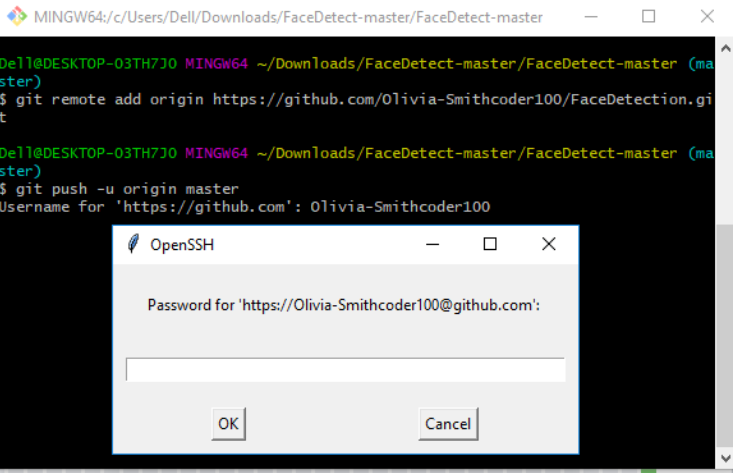 MINGW64:/c/Users/Dell/Downloads/FaceDetect-master/FaceDetect-master
Dell@DESKTOP-O3TH7JO MINGW64 ~/Downloads/FaceDetect-master/FaceDetect-master (ma
ster)
$ git remote add origin https://github.com/Olivia-Smithcoder100/FaceDetection.gi
t
Dell@DESKTOP-O3TH7JO MINGW64 ~/Downloads/FaceDetect-master/FaceDetect-master (ma
ster)
$ git push -u origin master
Username for 'https://github.com': Olivia-Smithcoder100
OpenSSH
Password for 'https://Olivia-Smithcoder100@github.com':
OK
Cancel